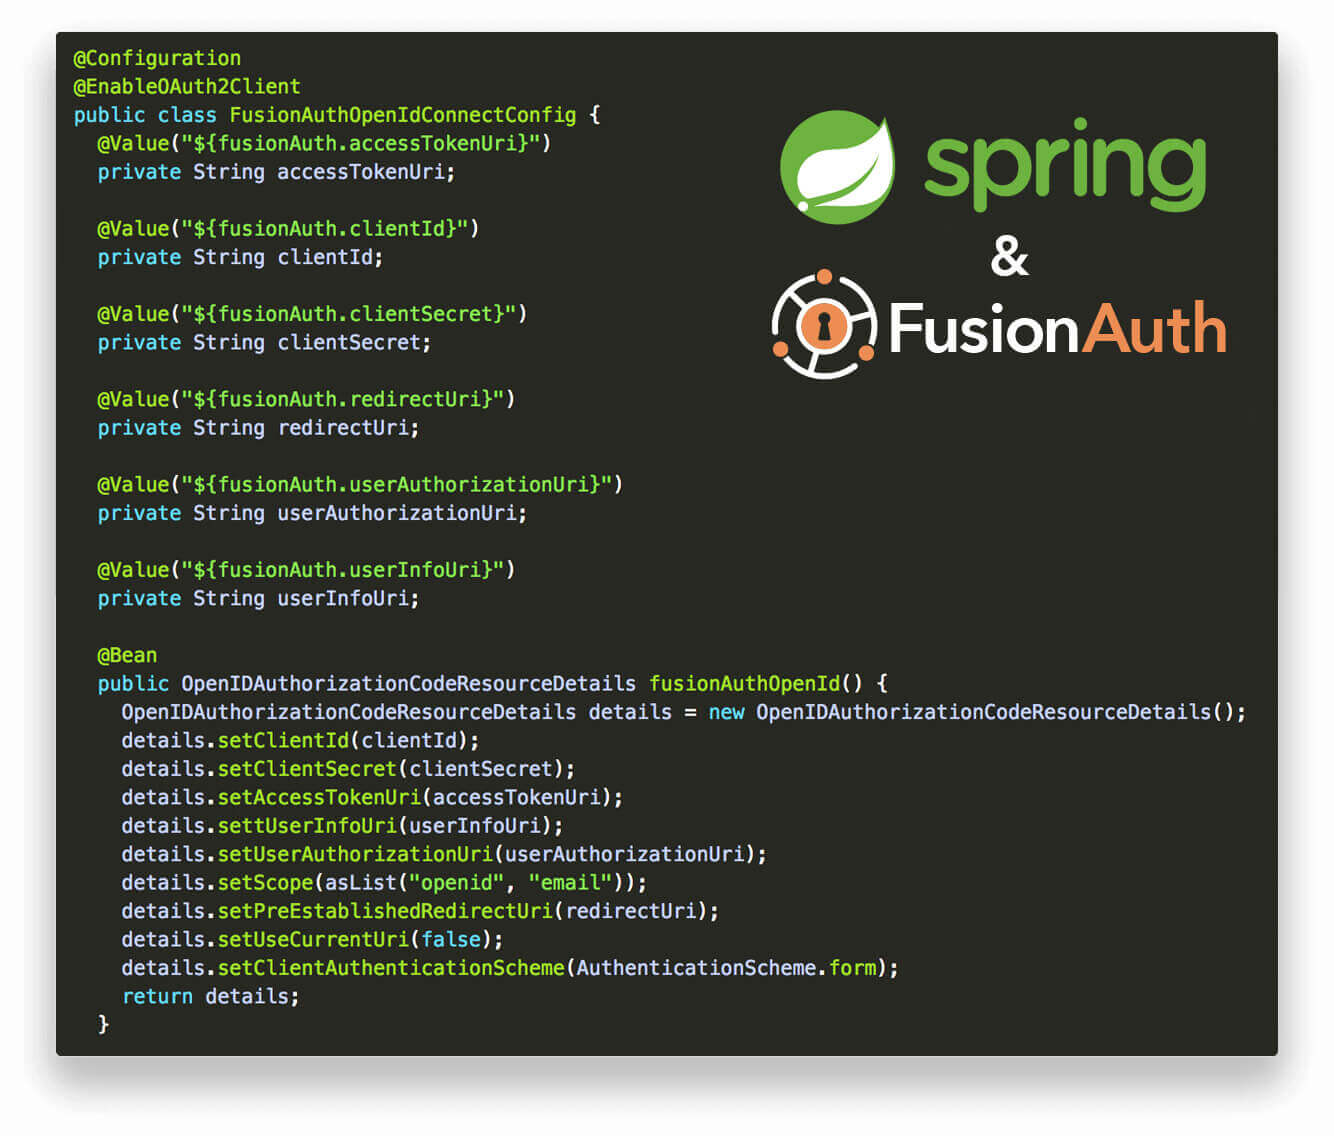 @Configuration
@EnableOAuth2Client
public class FusionAuthOpenIdConnectConfig {
  @Value("${fusionAuth.accessTokenUri}")
  private String accessTokenUri;

  @Value("${fusionAuth.clientId}")
  private String clientId;

  @Value("${fusionAuth.clientSecret}")
  private String clientSecret;

  @Value("${fusionAuth.redirectUri}")
  private String redirectUri;

  @Value("${fusionAuth.userAuthorizationUri}")
  private String userAuthorizationUri;

  @Value("${fusionAuth.userInfoUri}")
  private String userInfoUri;

  @Bean
  public OpenIDAuthorizationCodeResourceDetails fusionAuthOpenId() {
    OpenIDAuthorizationCodeResourceDetails details = new OpenIDAuthorizationCodeResourceDetails();
    details.setClientId(clientId);
    details.setClientSecret(clientSecret);
    details.setAccessTokenUri(accessTokenUri);
    details.settUserInfoUri(userInfoUri);
    details.setUserAuthorizationUri(userAuthorizationUri);
    details.setScope(asList("openid", "email"));
    details.setPreEstablishedRedirectUri(redirectUri);
    details.setUseCurrentUri(false);
    details.setClientAuthenticationScheme(AuthenticationScheme.form);
    return details;
  }
spring
&
FusionAuth